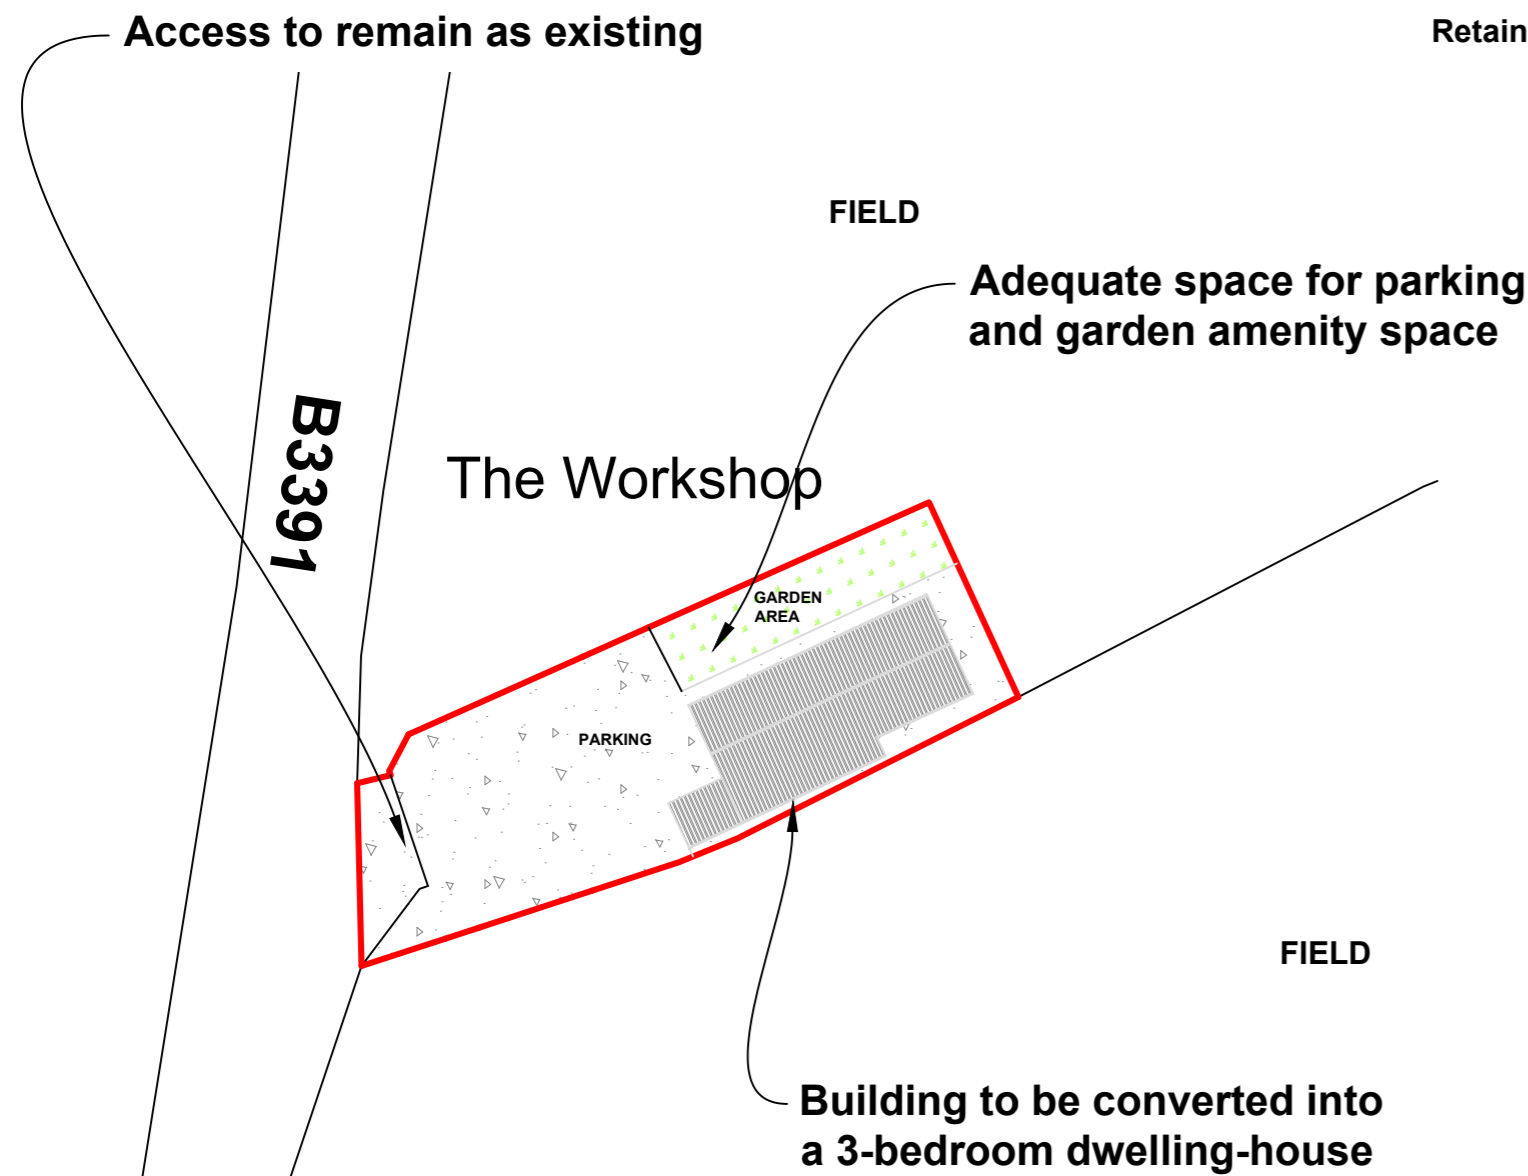 Access to remain as existing
Retain
FIELD
Adequate space for parking
and garden amenity space
B3391
The Workshop
GARDEN
AREA
PARKING
FIELD
Building to be converted into
a 3-bedroom dwelling-house